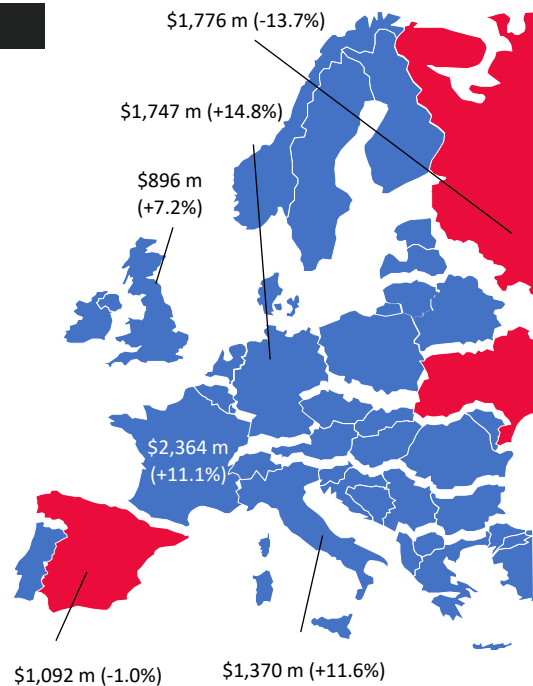 $1,776 m (-13.7%)
$1,747 m (+14.8%)
$896 m
(+7.2%)
$2,364 m
(+11.1%)
$1,092 m (-1.0%)
$1,370 m (+11.6%)